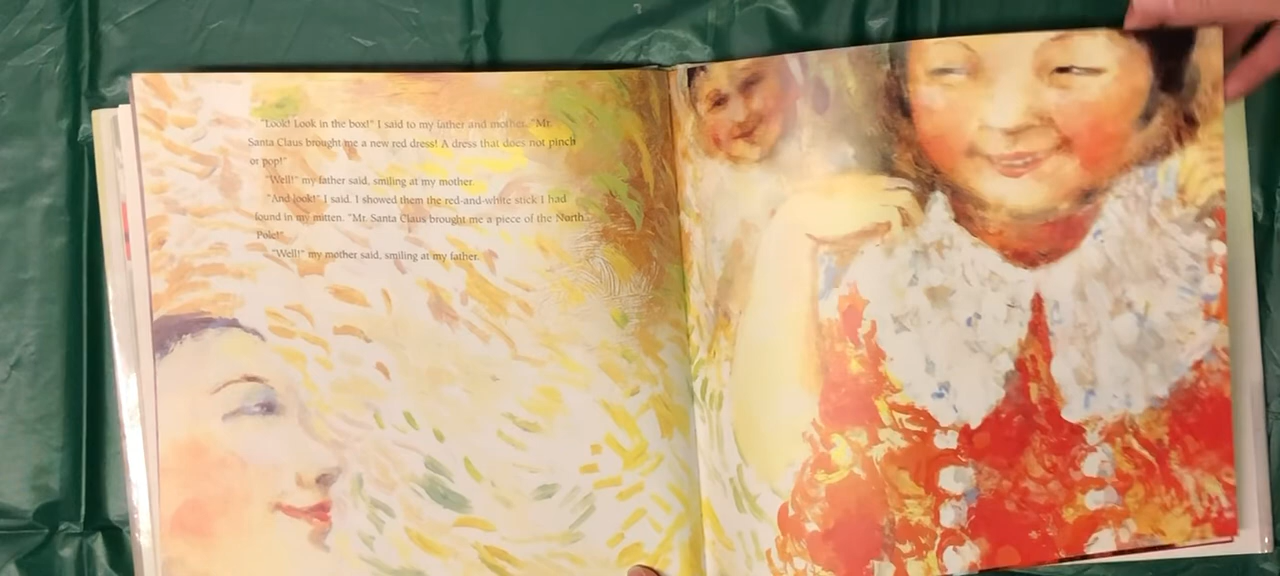 "Look! Look in the box!" I said to my father and mother. "Mr.
Santa Claus brought me a new red dress! A dress that does not pinch
or pop!"
"Well!" my father said, smiling at my mother.
"And look!" I said. I showed them the red-and-white stick I had
found in my mitten. "Mr. Santa Claus brought me a piece of the North
Pole!"
"Well!" my mother said, smiling at my father.